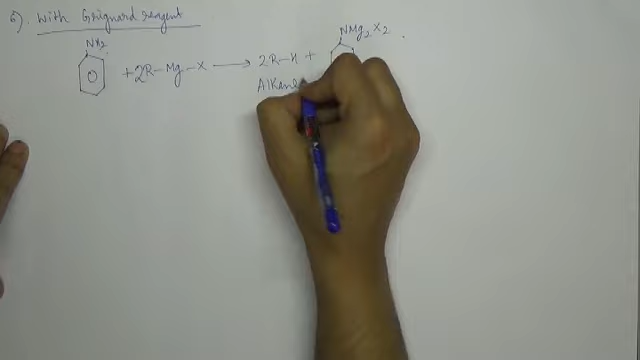 6) With Grignard reagent
NH2 + 2R-Mg-X → 2R-H + NMg2X2
Alkane